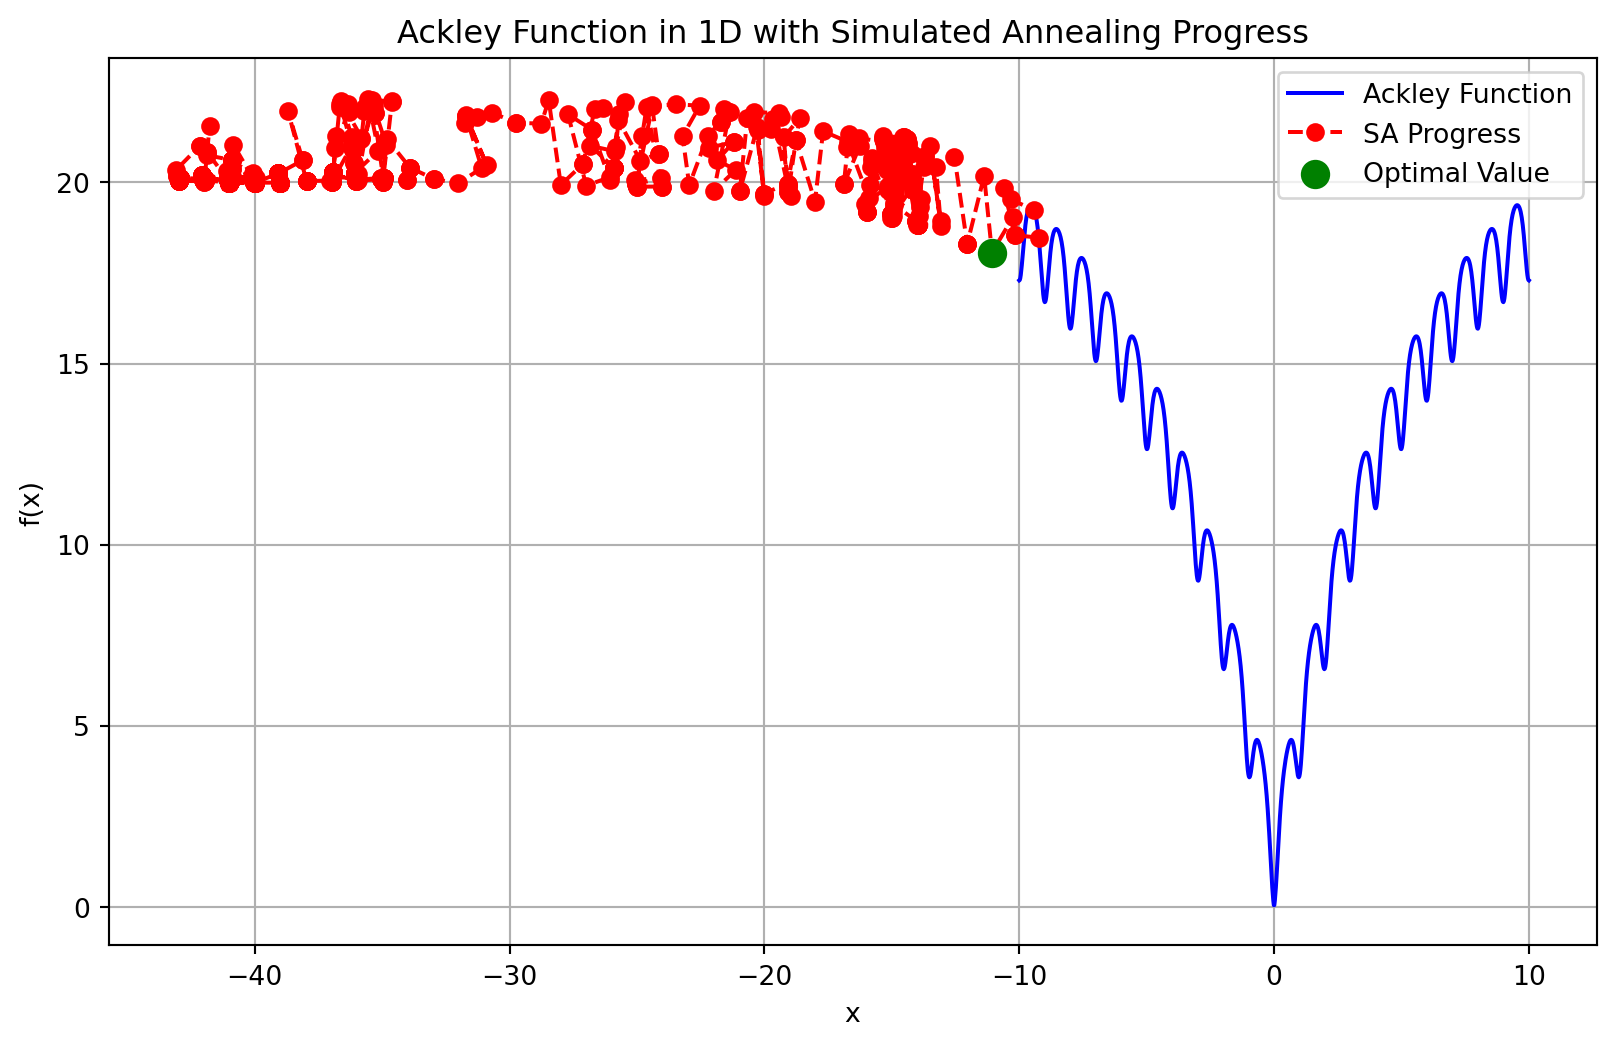 Ackley Function in 1D with Simulated Annealing Progress
Ackley Function
SA Progress
Optimal Value
f(x)
20
15
10
5
0
−40
−30
−20
−10
0
10
x